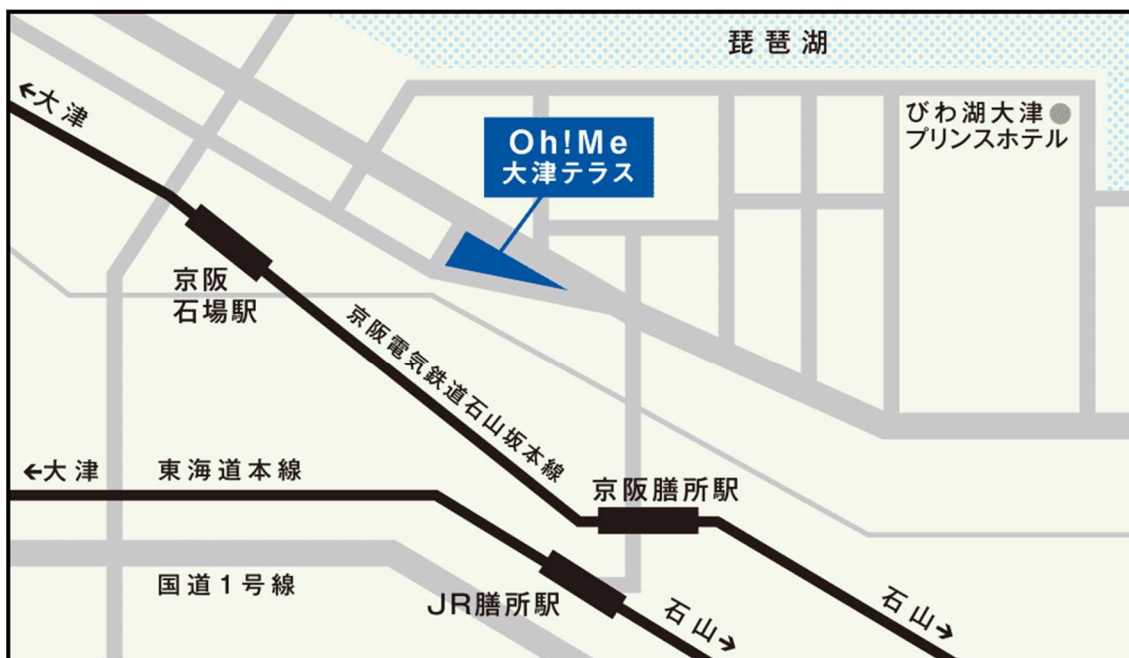 琵琶湖
←大津
びわ湖大津
プリンスホテル
Oh!Me
大津テラス
京阪
石場駅
京阪電気鉄道石山坂本線
←大津
東海道本線
京阪膳所駅
国道1号線
JR膳所駅
石山→
石山→